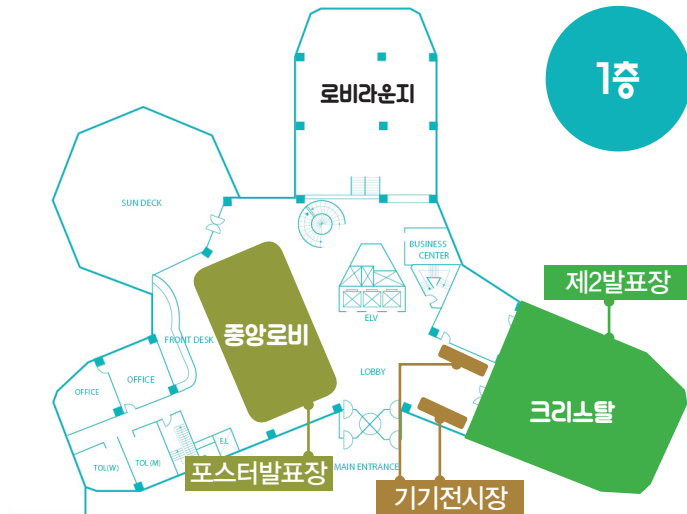 1층
로비라운지
SUN DECK
BUSINESS
CENTER
제2발표장
ELV
FRONT DESK
중앙로비
LOBBY
OFFICE
OFFICE
크리스탈
E.L
TOL(W)
TOL (M)
포스터발표장
MAIN ENTRANCE
기기전시장